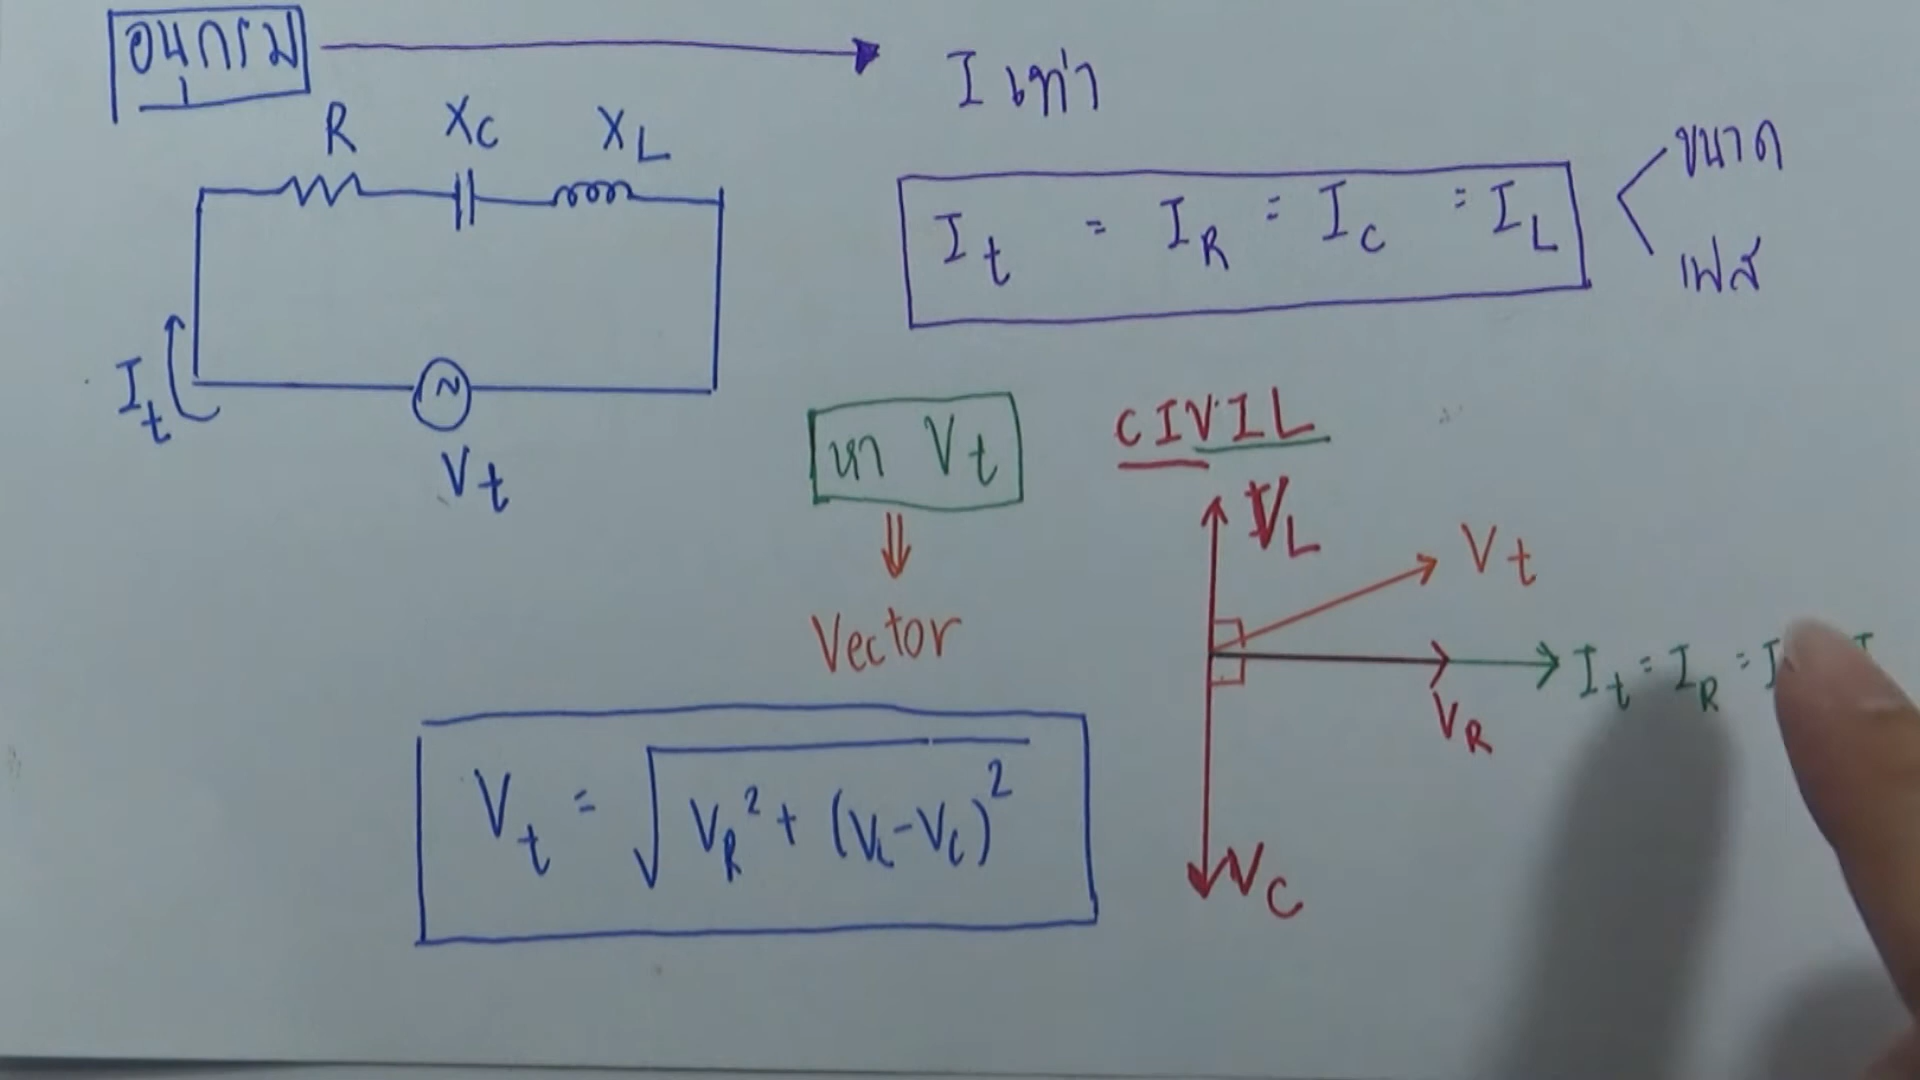 อนุกรม
I เท่า
R XC XL
It = IR = IC = IL
ขนาด
เฟส
It
Vt
หา Vt
CIVIL
Vector
VL
Vt
It = IR = I
VR
VC
Vt = √VR² + (VL-VC)²